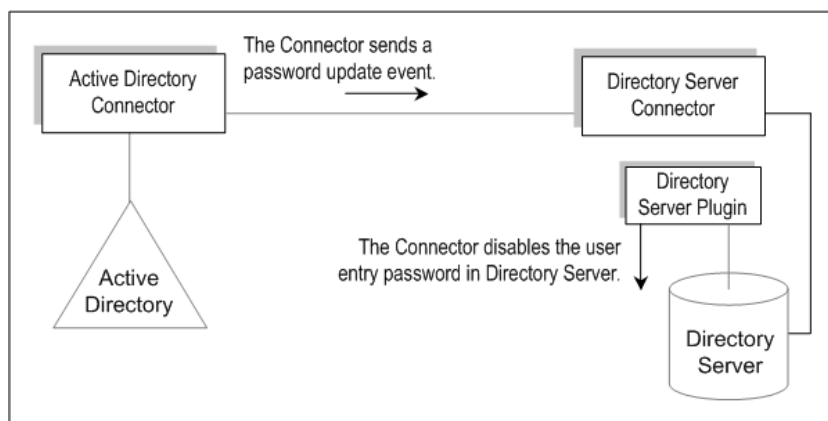 The Connector sends a
password update event.
Active Directory
Connector
Directory Server
Connector
Directory
Server Plugin
The Connector disables the user
entry password in Directory Server.
Active
Directory
Directory
Server